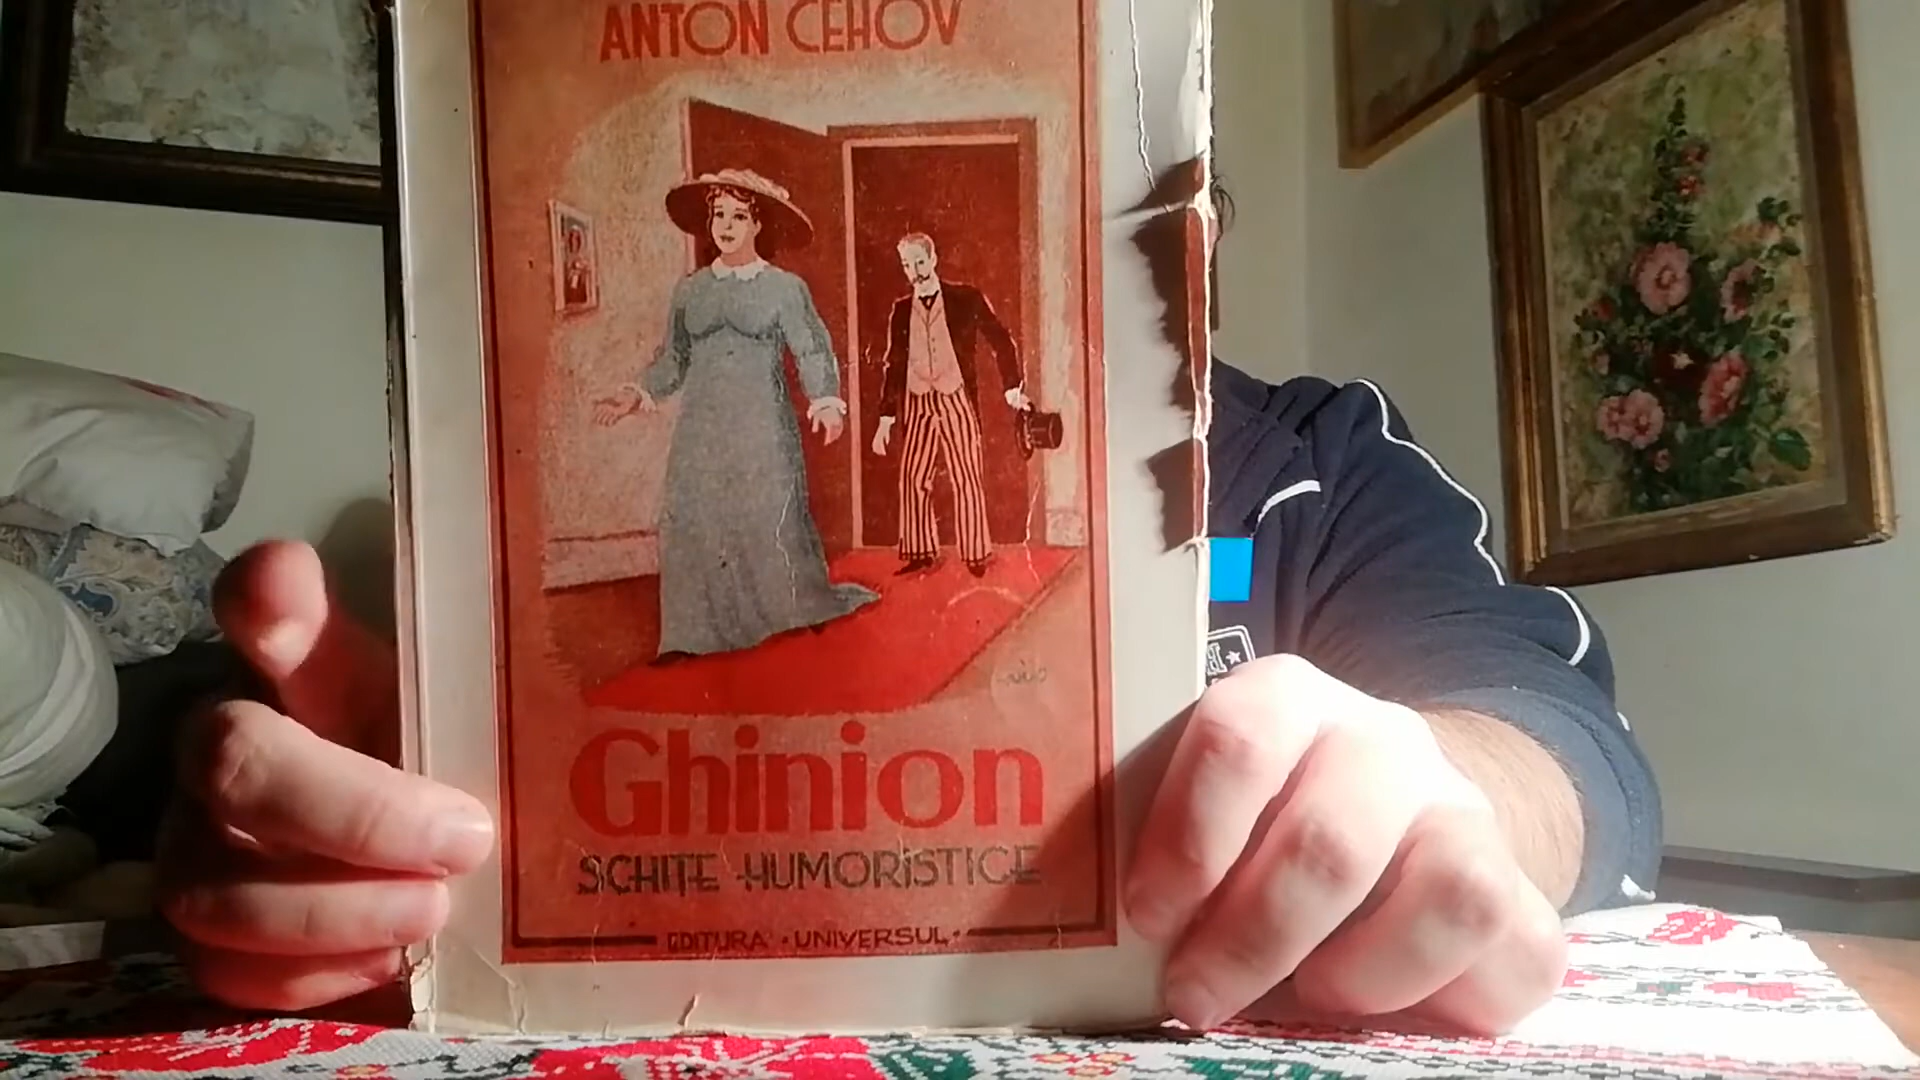 ANTON CEHOV
Ghinion
SCHITE HUMORISTICE
EDITURA · UNIVERSUL ·